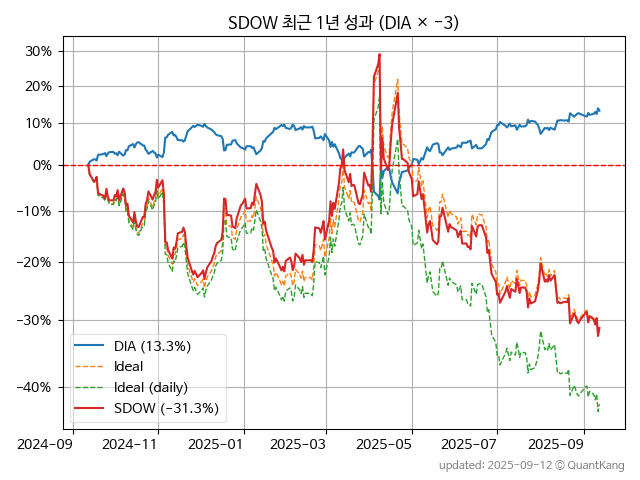 SDOW 최근 1년 성과 (DIA × −3)
30%
20%
10%
0%
−10%
−20%
−30%
−40%
DIA (13.3%)
Ideal
Ideal (daily)
SDOW (−31.3%)
2024-09
2024-11
2025-01
2025-03
2025-05
2025-07
2025-09
updated: 2025-09-12 © QuantKang